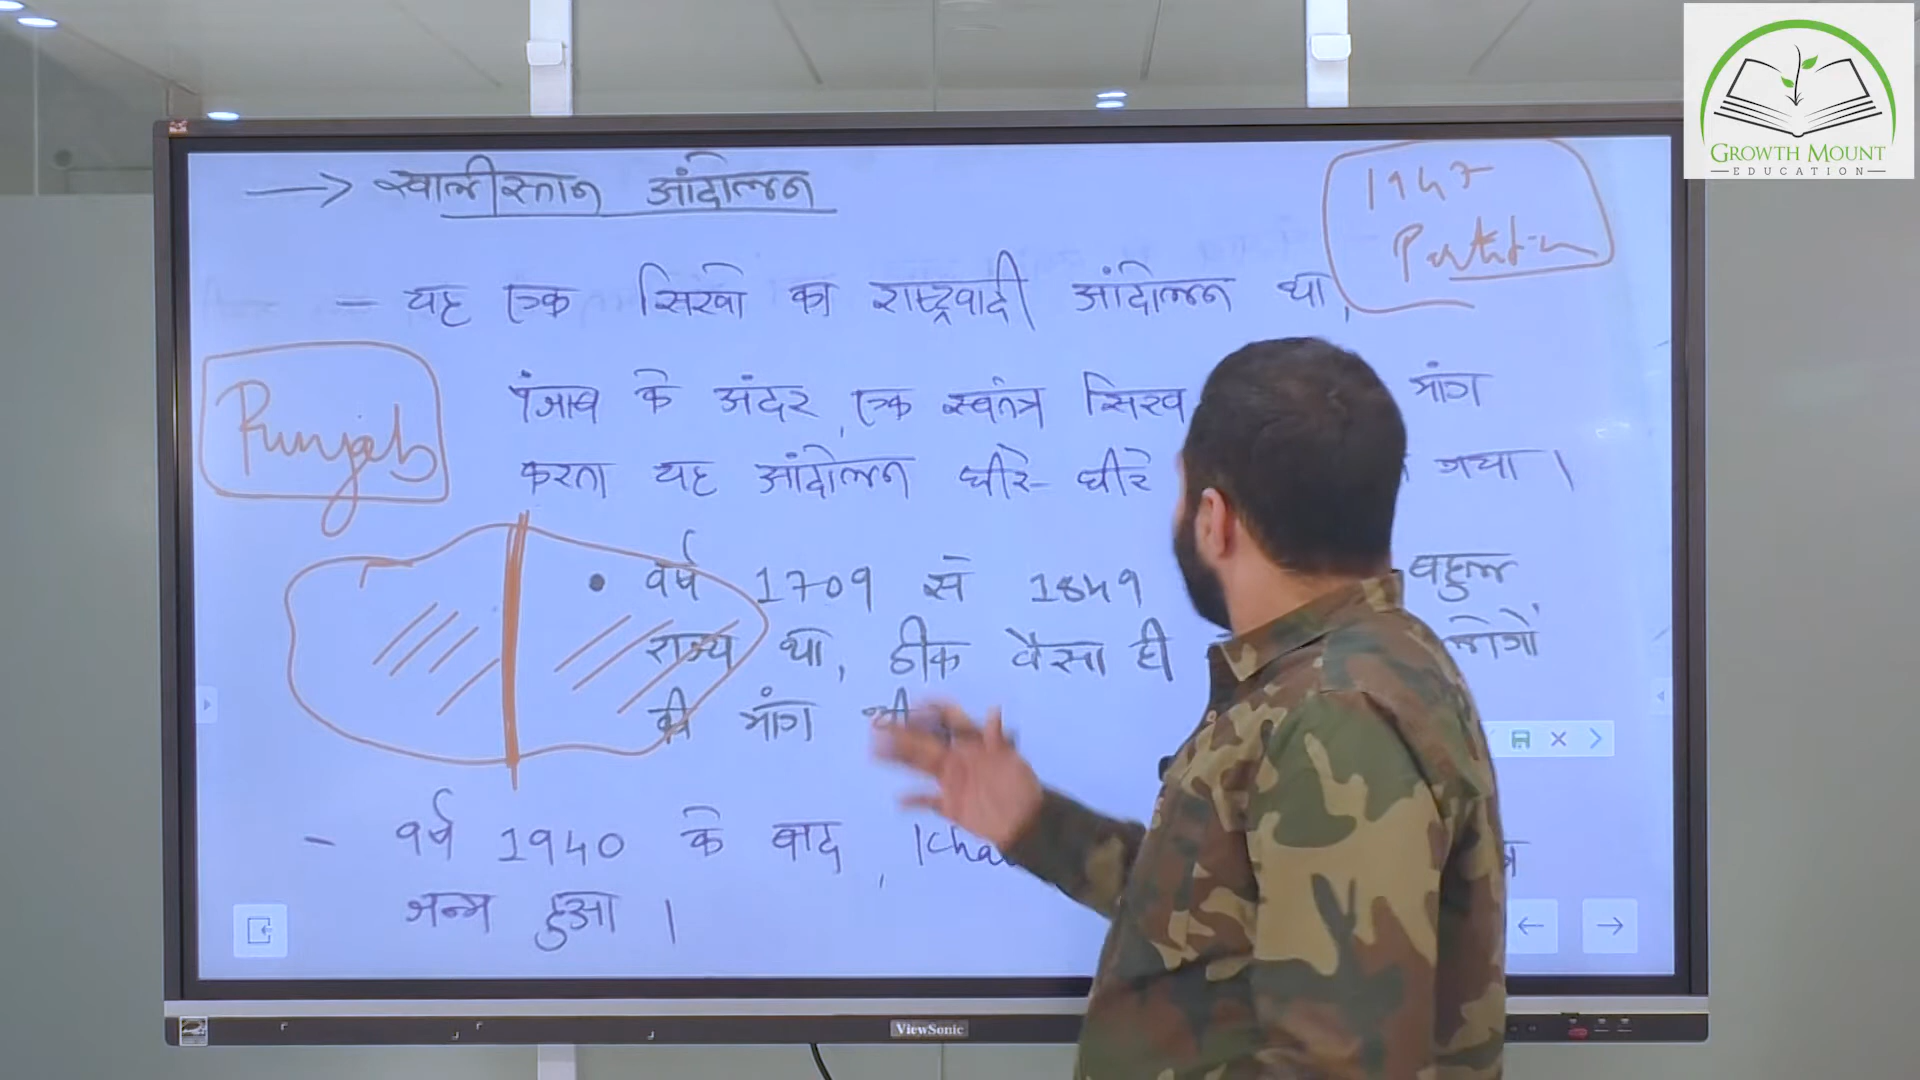 → खालीस्तान आंदोलन
1947
Partition
- यह एक सिखो का राष्ट्रवादी आंदोलन था,
Punjab
पंजाब के अंदर, एक स्वतंत्र सिख मांग
करता यह आंदोलन धीरे-धीरे गया ।
• वर्ष 1709 से 1849 बहुल
राज्य था, ठीक वैसा ही लोगों
की मांग थी
- वर्ष 1940 के बाद, Kha
जन्म हुआ ।
GROWTH MOUNT
EDUCATION
ViewSonic